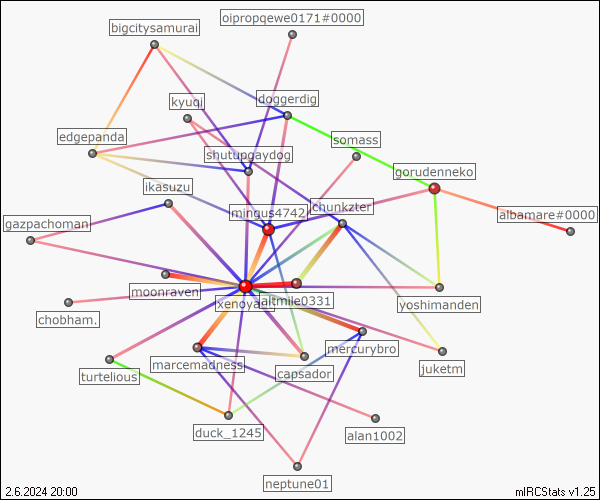 oipropqewe0171#0000
bigcitysamurai
kyuqi
doggerdig
edgepanda
somass
shutupgaydog
gorudenneko
ikasuzu
mingus4742
chunkzter
albamare#0000
gazpachoman
moonraven
altmile0331
yoshimanden
chobham.
mercurybro
marcemadness
juketm
capsador
turtelious
duck_1245
alan1002
neptune01
2.6.2024 20:00
mIRCStats v1.25